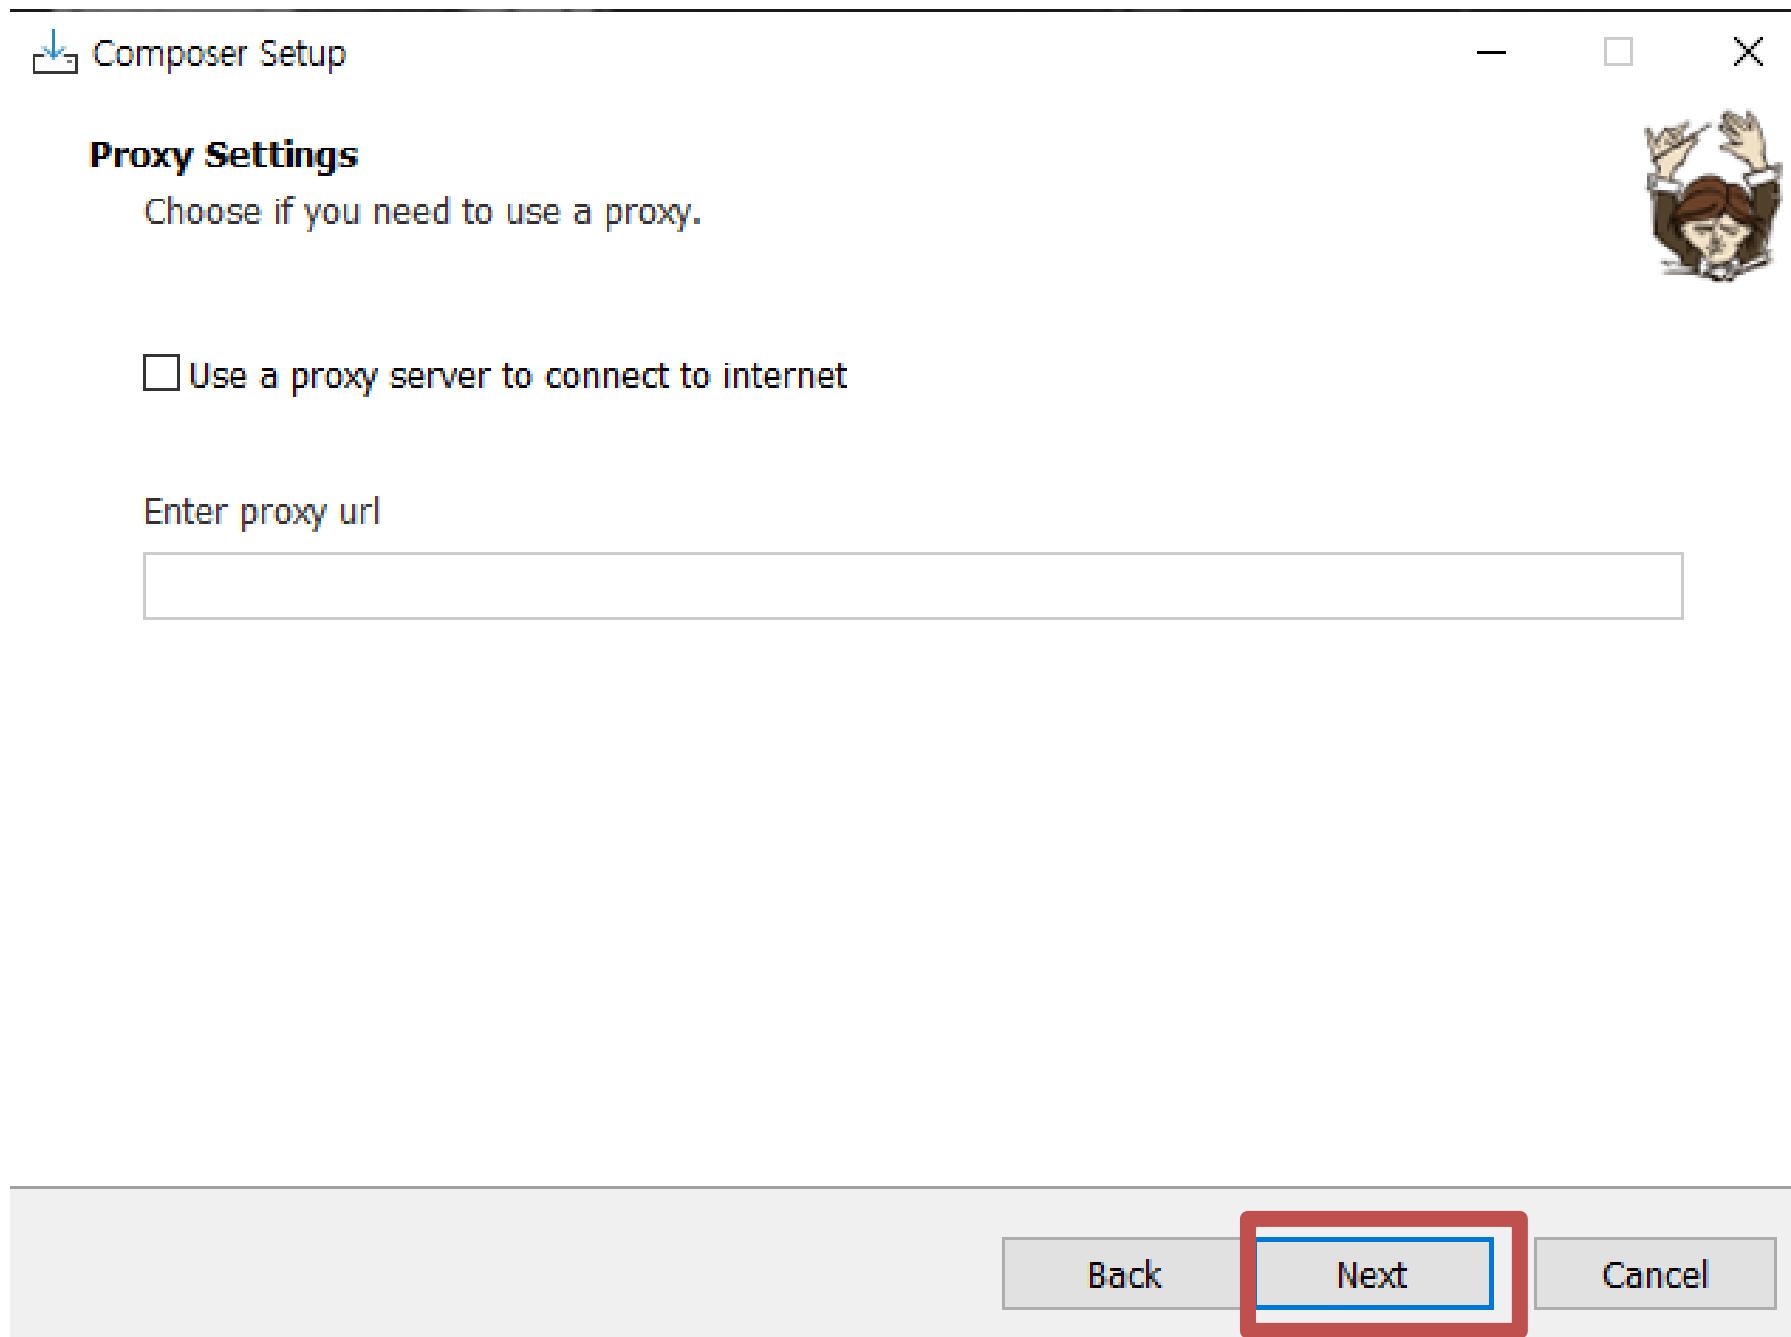 Composer Setup
Proxy Settings
Choose if you need to use a proxy.
Use a proxy server to connect to internet
Enter proxy url
Back
Next
Cancel